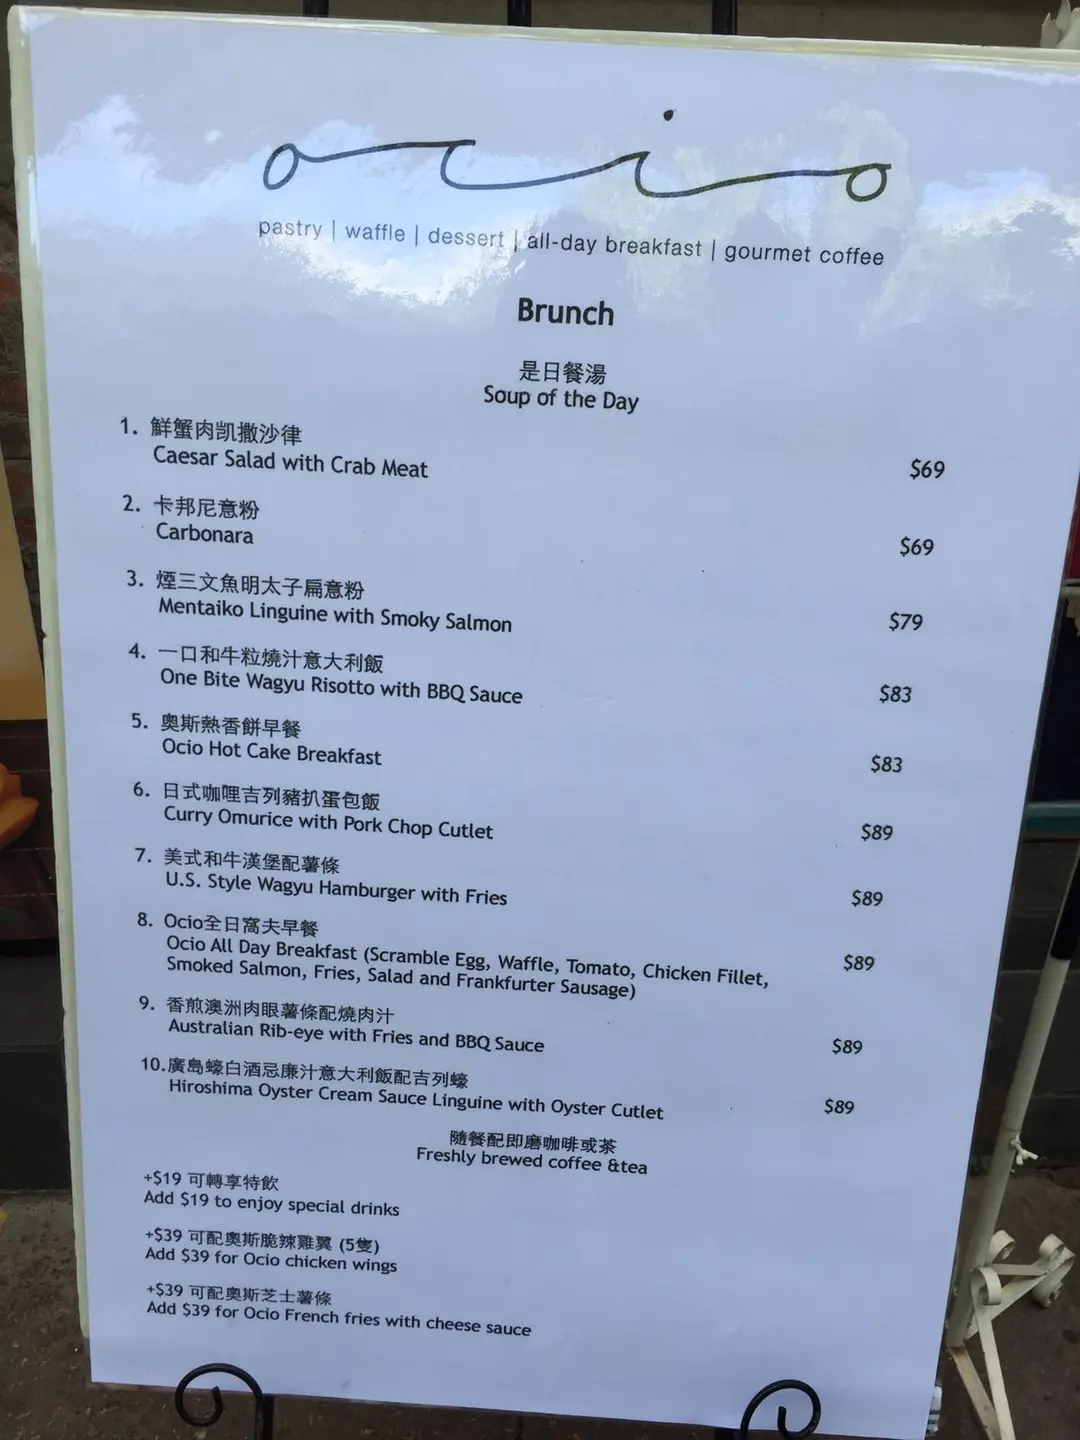 ocio
pastry | waffle | dessert | all-day breakfast | gourmet coffee
Brunch
是日餐湯
Soup of the Day
1. 鮮蟹肉凱撒沙律
Caesar Salad with Crab Meat $69
2. 卡邦尼意粉
Carbonara $69
3. 煙三文魚明太子扁意粉
Mentaiko Linguine with Smoky Salmon $79
4. 一口和牛粒燒汁意大利飯
One Bite Wagyu Risotto with BBQ Sauce $83
5. 奧斯熱香餅早餐
Ocio Hot Cake Breakfast $83
6. 日式咖哩吉列豬扒蛋包飯
Curry Omurice with Pork Chop Cutlet $89
7. 美式和牛漢堡配薯條
U.S. Style Wagyu Hamburger with Fries $89
8. Ocio全日窩夫早餐
Ocio All Day Breakfast (Scramble Egg, Waffle, Tomato, Chicken Fillet, $89
Smoked Salmon, Fries, Salad and Frankfurter Sausage)
9. 香煎澳洲肉眼薯條配燒肉汁
Australian Rib-eye with Fries and BBQ Sauce $89
10.廣島蠔白酒忌廉汁意大利飯配吉列蠔
Hiroshima Oyster Cream Sauce Linguine with Oyster Cutlet $89
隨餐配即磨咖啡或茶
Freshly brewed coffee &tea
+$19 可轉享特飲
Add $19 to enjoy special drinks
+$39 可配奧斯脆辣雞翼 (5隻)
Add $39 for Ocio chicken wings
+$39 可配奧斯芝士薯條
Add $39 for Ocio French fries with cheese sauce